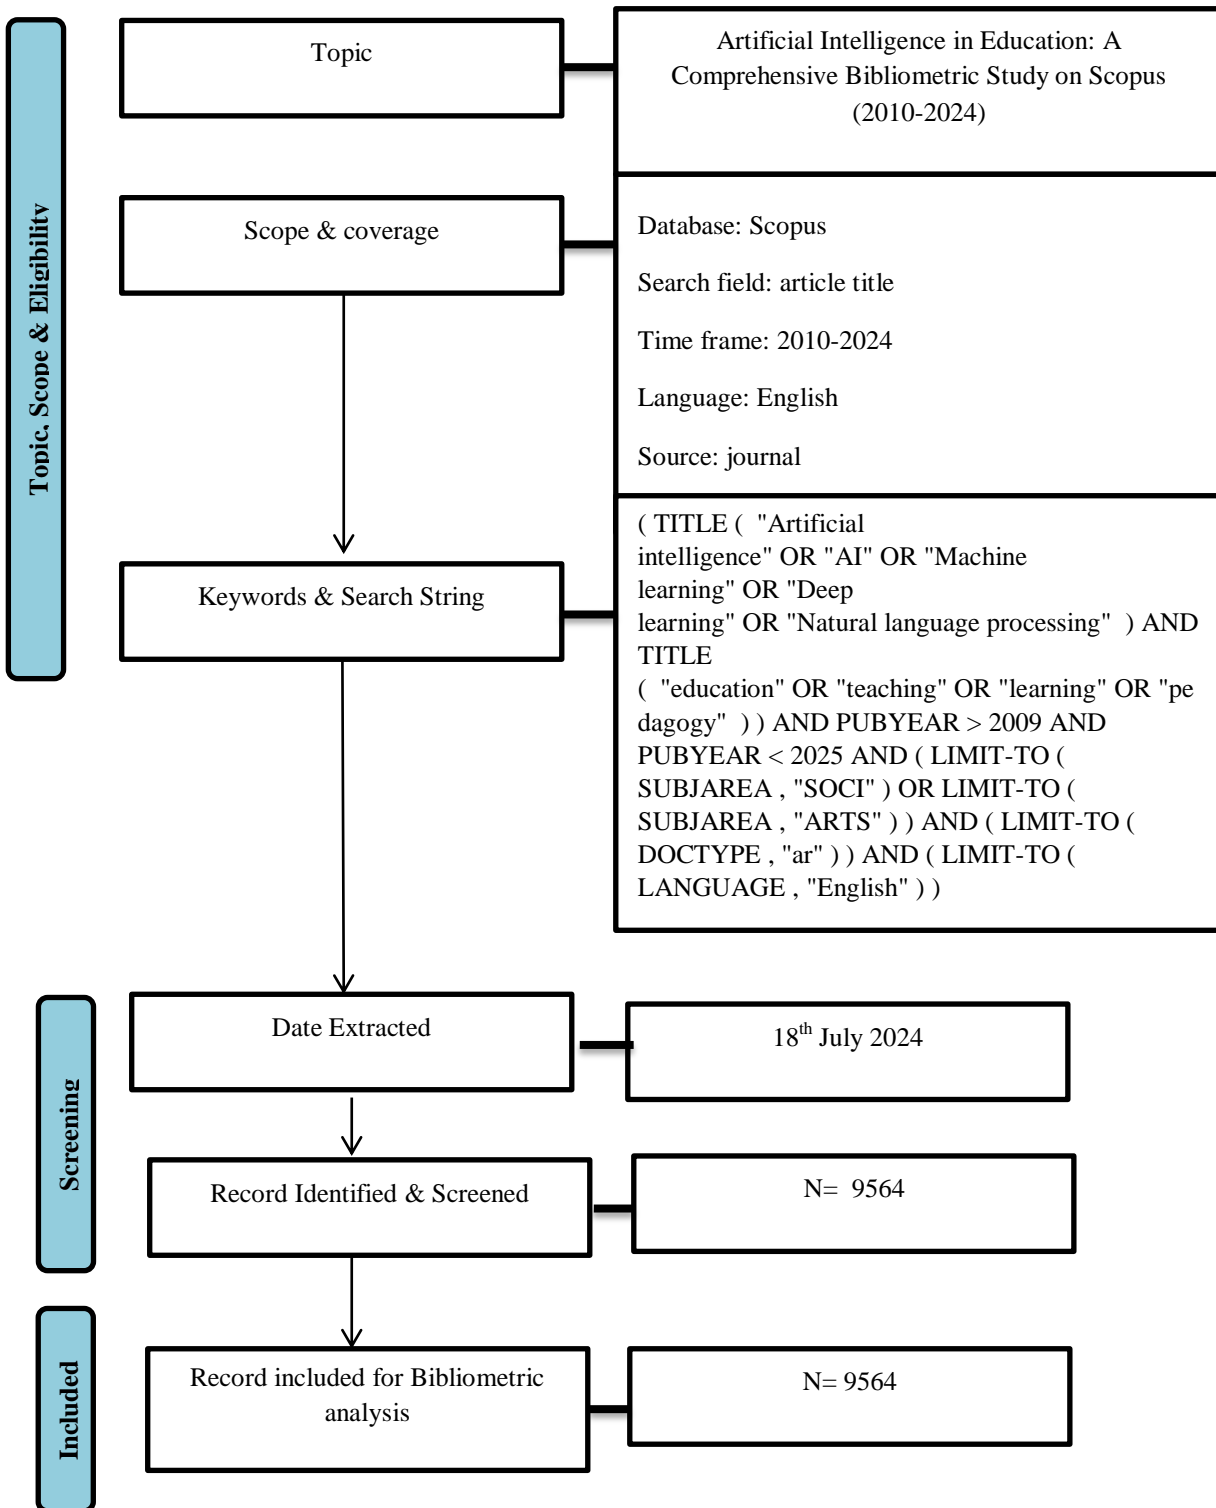 Topic, Scope & Eligibility
Topic
Artificial Intelligence in Education: A
Comprehensive Bibliometric Study on Scopus
(2010-2024)
Scope & coverage
Database: Scopus
Search field: article title
Time frame: 2010-2024
Language: English
Source: journal
Keywords & Search String
( TITLE ( "Artificial
intelligence" OR "AI" OR "Machine
learning" OR "Deep
learning" OR "Natural language processing" ) AND
TITLE
( "education" OR "teaching" OR "learning" OR "pe
dagogy" ) ) AND PUBYEAR > 2009 AND
PUBYEAR < 2025 AND ( LIMIT-TO (
SUBJAREA , "SOCI" ) OR LIMIT-TO (
SUBJAREA , "ARTS" ) ) AND ( LIMIT-TO (
DOCTYPE , "ar" ) ) AND ( LIMIT-TO (
LANGUAGE , "English" ) )
Screening
Date Extracted
18th July 2024
Record Identified & Screened
N= 9564
Included
Record included for Bibliometric
analysis
N= 9564